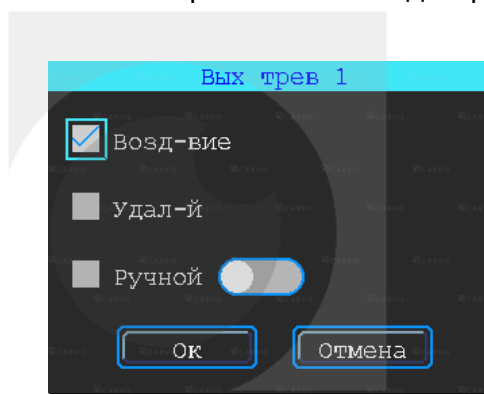 Вых трев 1
Возд-вие
Удал-й
Ручной
Ок
Отмена